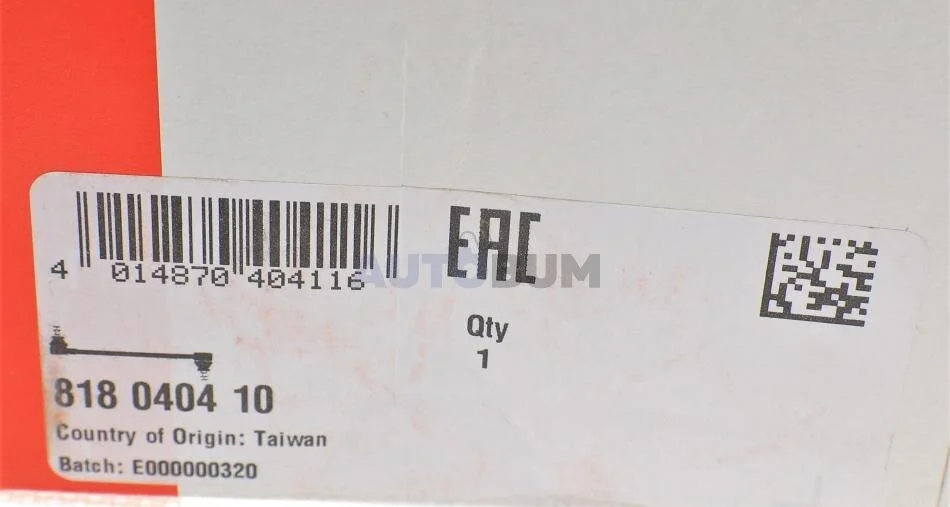 4 014870 404116
EAC
AUTOBUM
Qty
1
818 0404 10
Country of Origin: Taiwan
Batch: E000000320